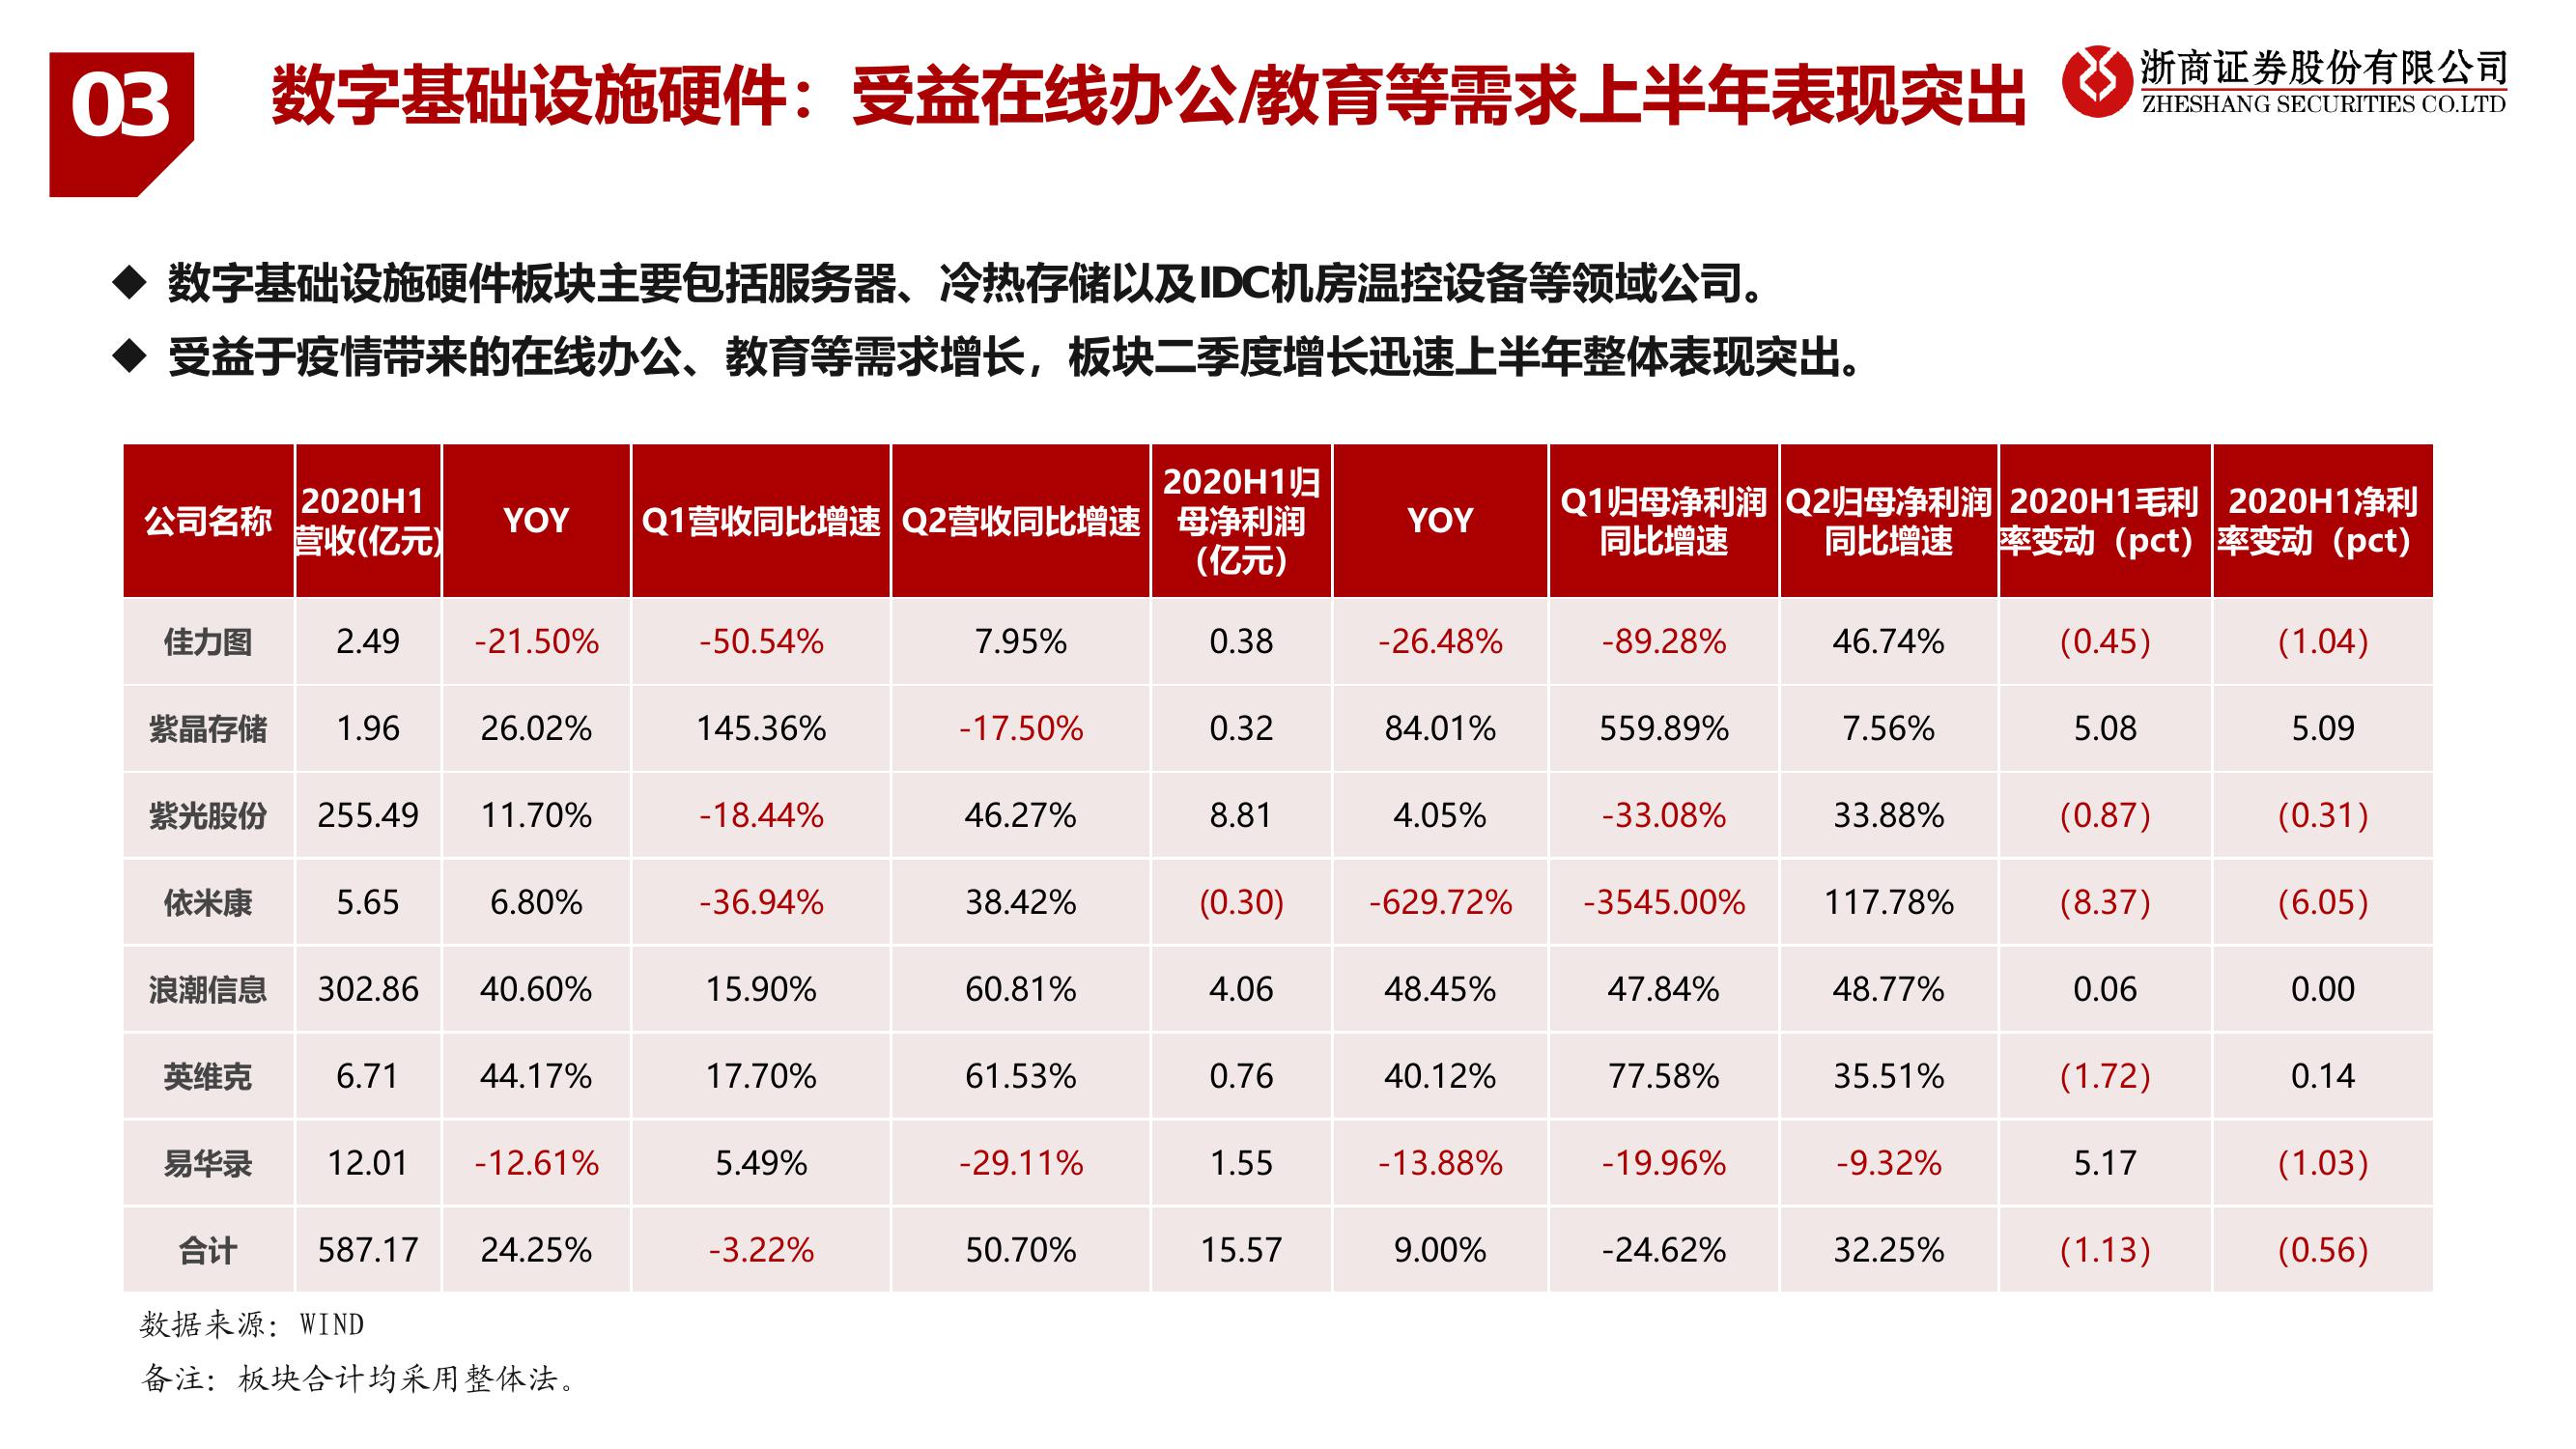 03
数字基础设施硬件：受益在线办公/教育等需求上半年表现突出
浙商证券股份有限公司
ZHESHANG SECURITIES CO.LTD
◆ 数字基础设施硬件板块主要包括服务器、冷热存储以及IDC机房温控设备等领域公司。
◆ 受益于疫情带来的在线办公、教育等需求增长，板块二季度增长迅速上半年整体表现突出。
公司名称 2020H1营收(亿元) YOY Q1营收同比增速 Q2营收同比增速 2020H1归母净利润（亿元） YOY Q1归母净利润同比增速 Q2归母净利润同比增速 2020H1毛利率变动（pct） 2020H1净利率变动（pct）
佳力图 2.49 -21.50% -50.54% 7.95% 0.38 -26.48% -89.28% 46.74% (0.45) (1.04)
紫晶存储 1.96 26.02% 145.36% -17.50% 0.32 84.01% 559.89% 7.56% 5.08 5.09
紫光股份 255.49 11.70% -18.44% 46.27% 8.81 4.05% -33.08% 33.88% (0.87) (0.31)
依米康 5.65 6.80% -36.94% 38.42% (0.30) -629.72% -3545.00% 117.78% (8.37) (6.05)
浪潮信息 302.86 40.60% 15.90% 60.81% 4.06 48.45% 47.84% 48.77% 0.06 0.00
英维克 6.71 44.17% 17.70% 61.53% 0.76 40.12% 77.58% 35.51% (1.72) 0.14
易华录 12.01 -12.61% 5.49% -29.11% 1.55 -13.88% -19.96% -9.32% 5.17 (1.03)
合计 587.17 24.25% -3.22% 50.70% 15.57 9.00% -24.62% 32.25% (1.13) (0.56)
数据来源：WIND
备注：板块合计均采用整体法。